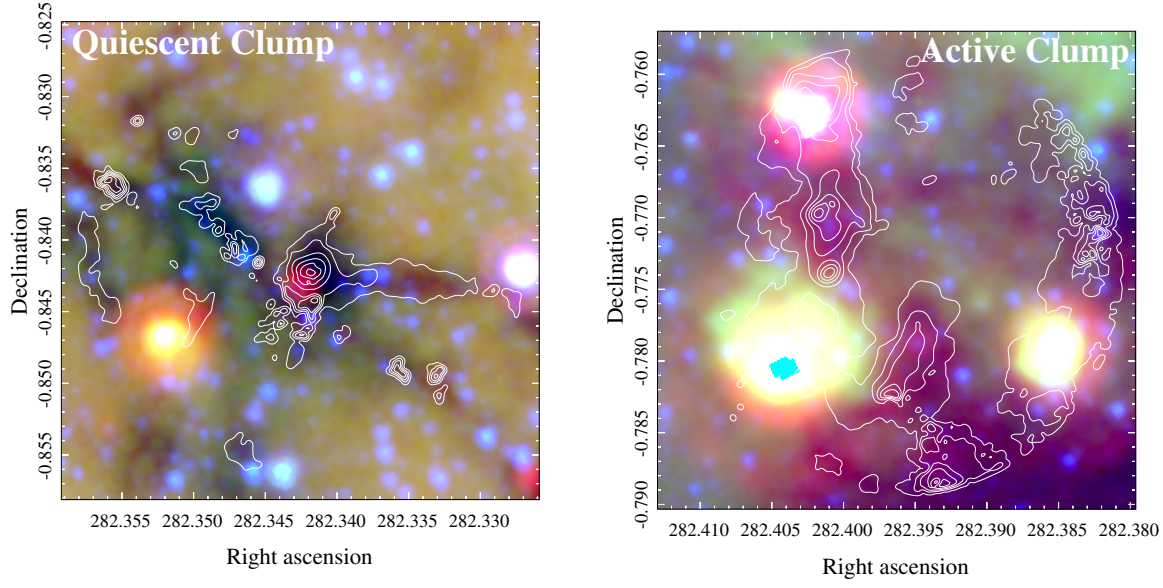 Quiescent Clump
Declination
-0.825
-0.830
-0.835
-0.840
-0.845
-0.850
-0.855
282.355 282.350 282.345 282.340 282.335 282.330
Right ascension
Active Clump
Declination
-0.760
-0.765
-0.770
-0.775
-0.780
-0.785
-0.790
282.410 282.405 282.400 282.395 282.390 282.385 282.380
Right ascension